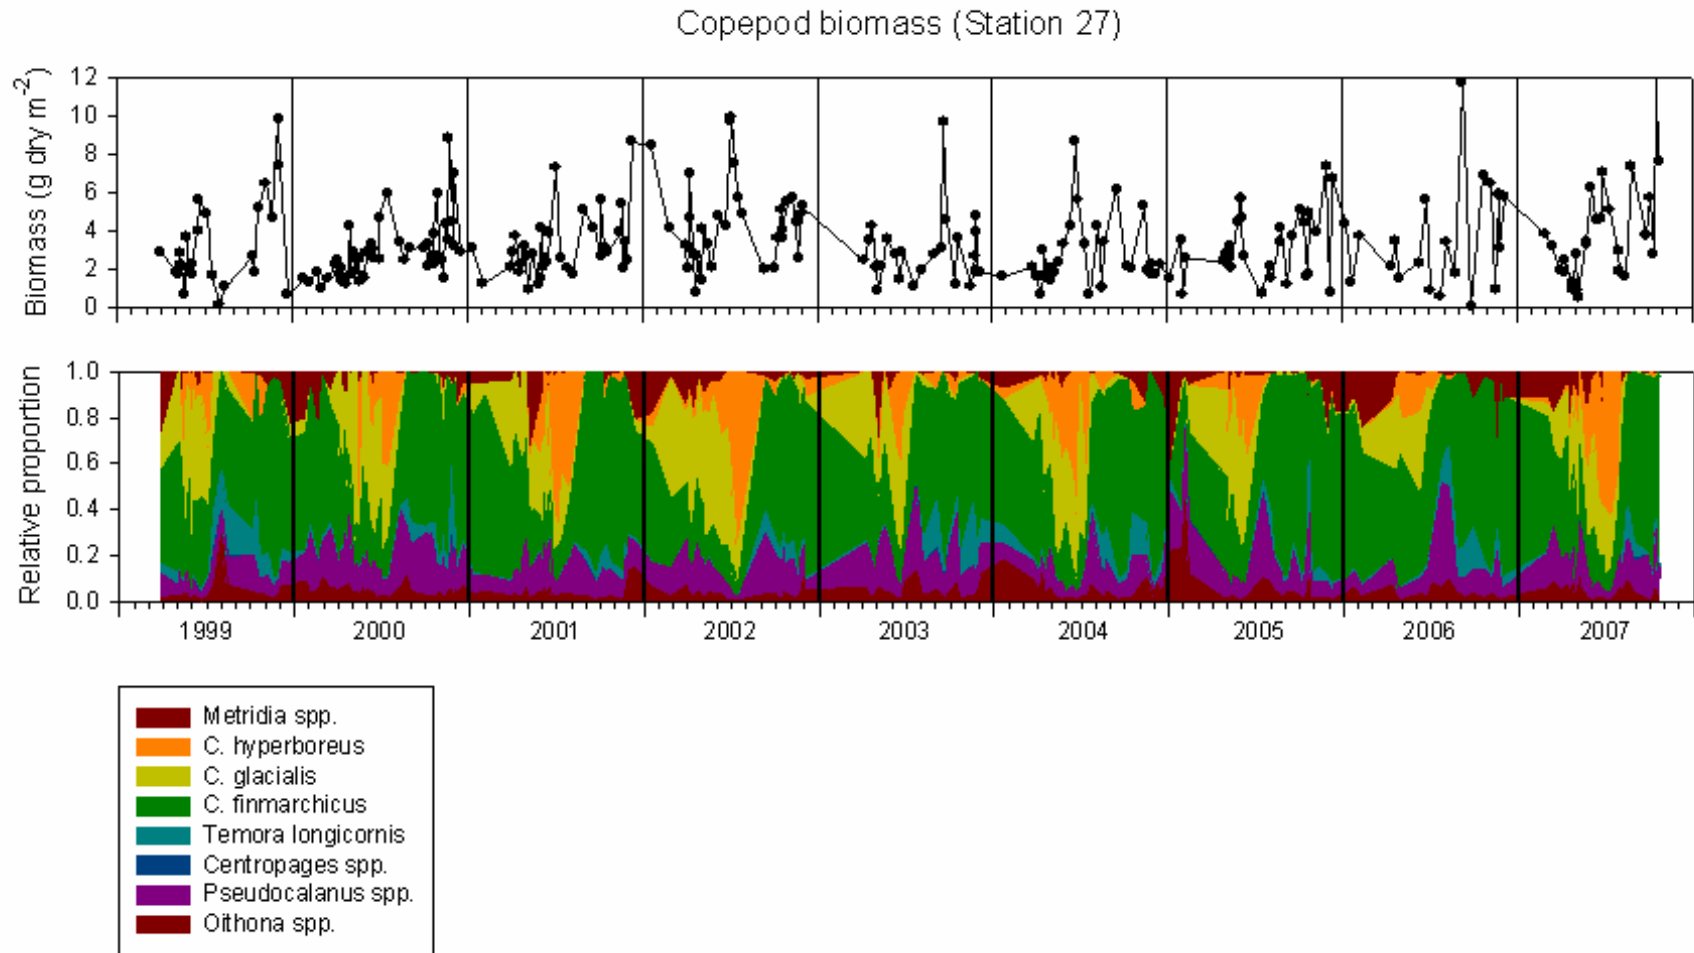 Copepod biomass (Station 27)
Biomass (g dry m-2)
12
10
8
6
4
2
0
Relative proportion
1.0
0.8
0.6
0.4
0.2
0.0
1999 2000 2001 2002 2003 2004 2005 2006 2007
Metridia spp.
C. hyperboreus
C. glacialis
C. finmarchicus
Temora longicornis
Centropages spp.
Pseudocalanus spp.
Oithona spp.